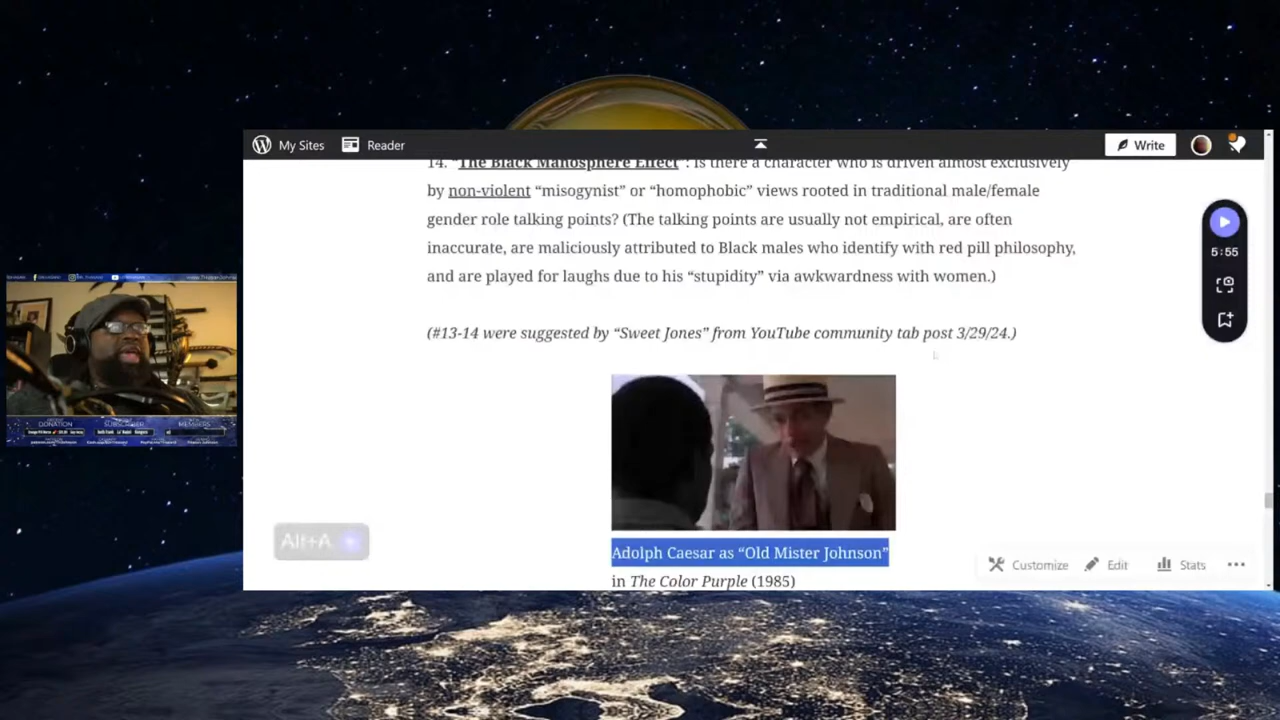 My Sites
Reader
Write
14. “The Black Manosphere Effect”: Is there a character who is driven almost exclusively
by non-violent “misogynist” or “homophobic” views rooted in traditional male/female
gender role talking points? (The talking points are usually not empirical, are often
inaccurate, are maliciously attributed to Black males who identify with red pill philosophy,
and are played for laughs due to his “stupidity” via awkwardness with women.)
5:55
(#13-14 were suggested by “Sweet Jones” from YouTube community tab post 3/29/24.)
DONATION
SUBSCRIBER
MEMBERS
Alt+A
Adolph Caesar as “Old Mister Johnson”
in The Color Purple (1985)
Customize
Edit
Stats